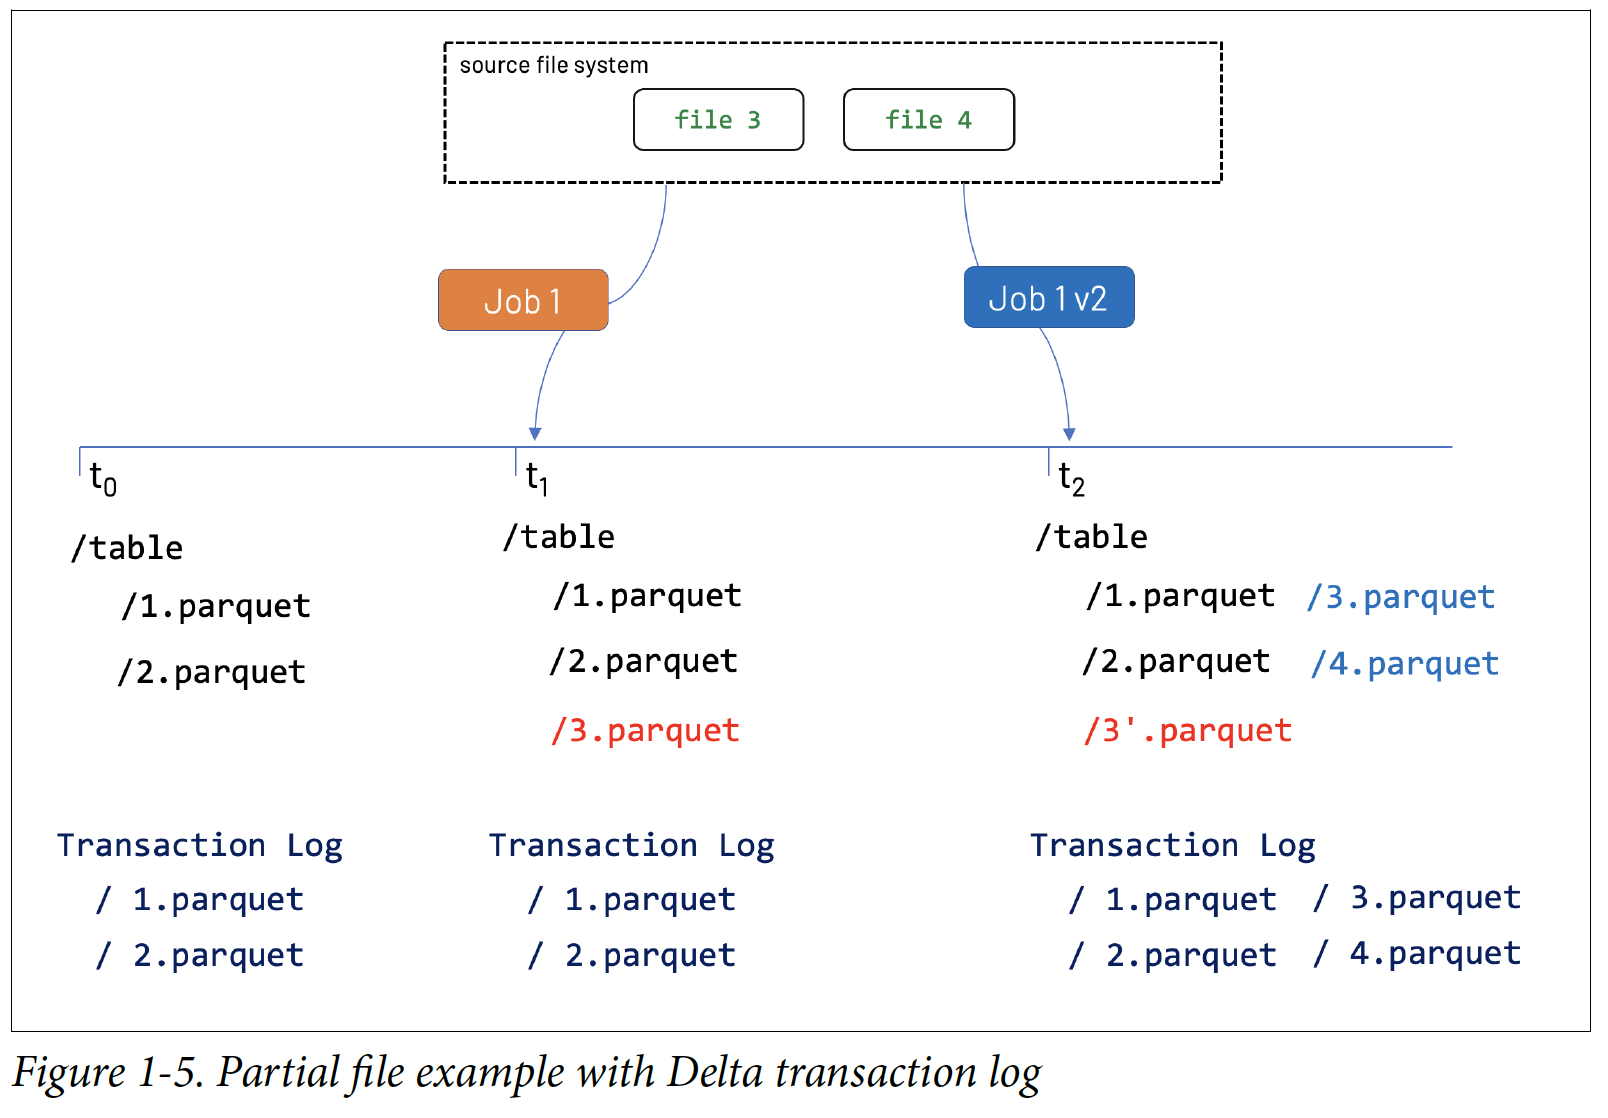 source file system
file 3 file 4
Job 1 Job 1 v2
t0 t1 t2
/table /table /table
/1.parquet /1.parquet /1.parquet /3.parquet
/2.parquet /2.parquet /2.parquet /4.parquet
/3.parquet /3'.parquet
Transaction Log Transaction Log Transaction Log
/ 1.parquet / 1.parquet / 1.parquet / 3.parquet
/ 2.parquet / 2.parquet / 2.parquet / 4.parquet
Figure 1-5. Partial file example with Delta transaction log